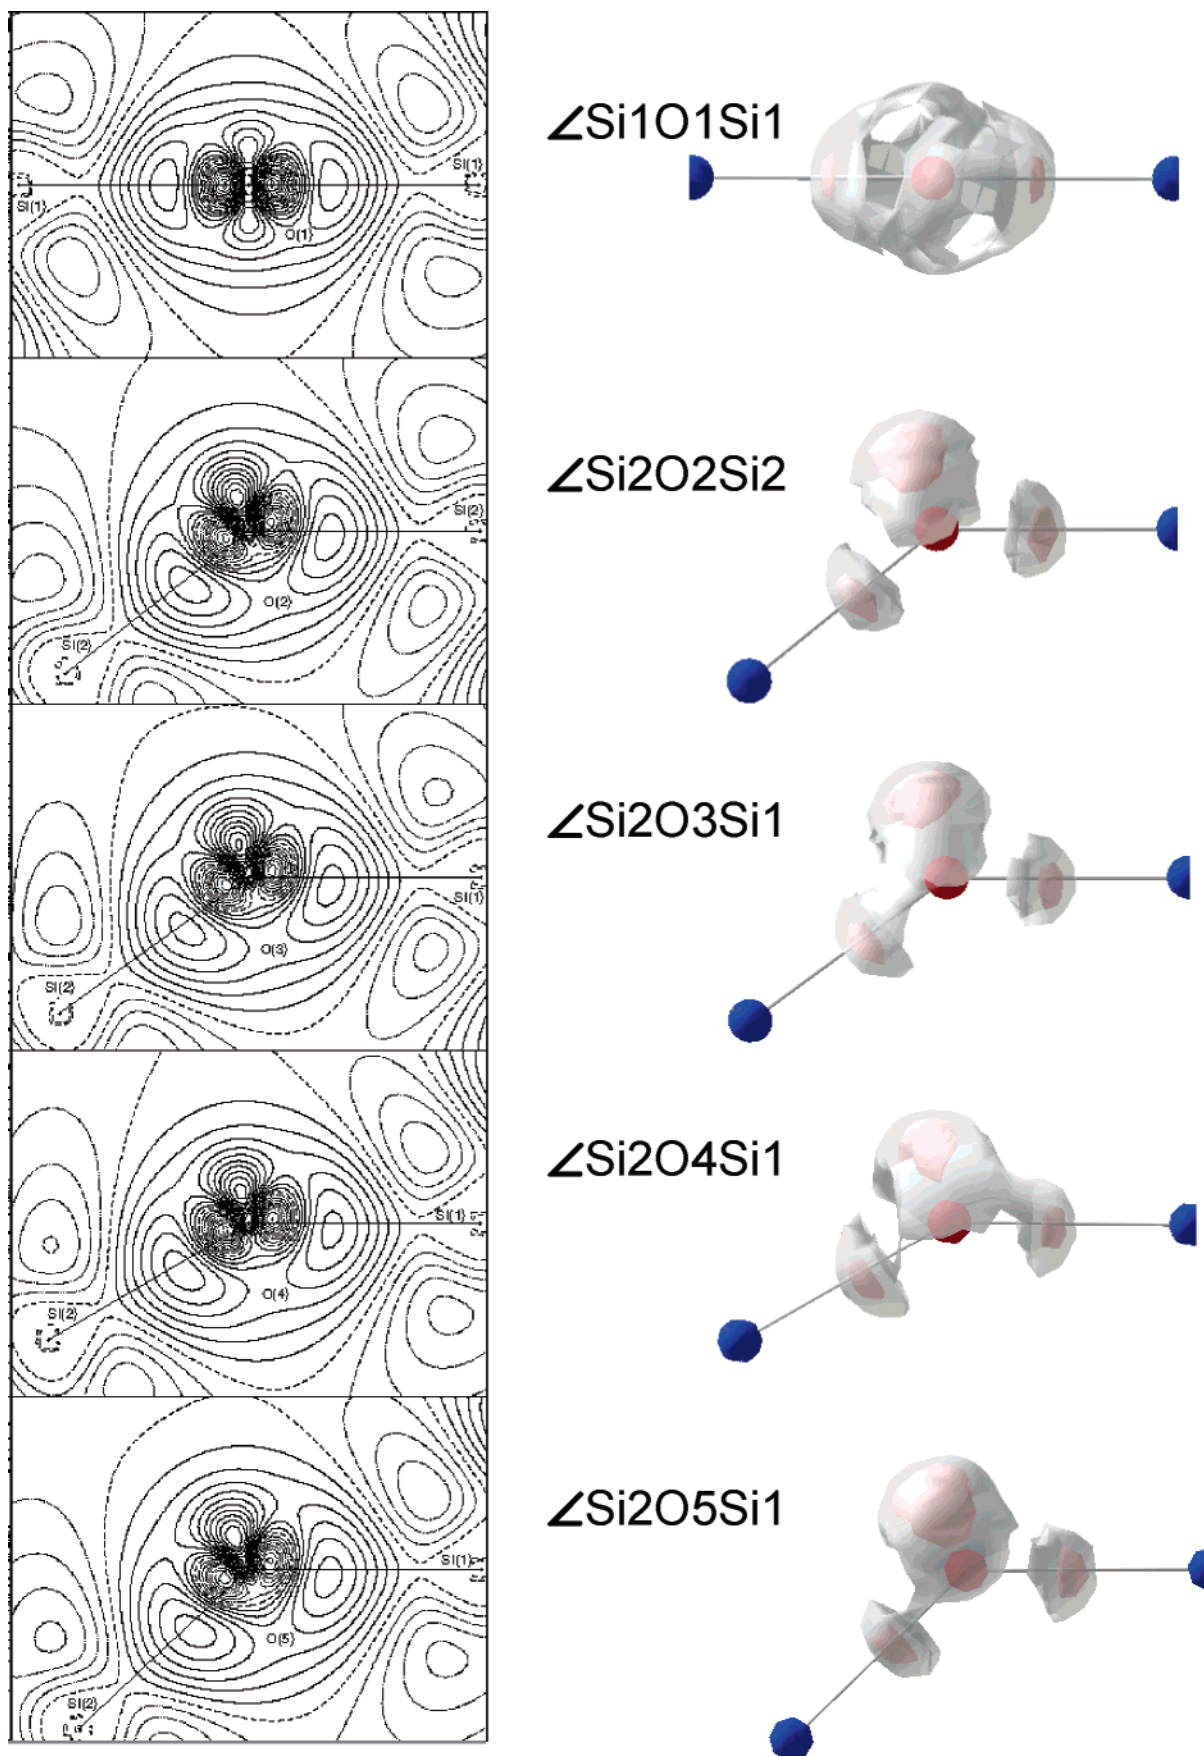 SI(1)
SI(1)
O(1)
∠Si1O1Si1
SI(2)
O(2)
SI(2)
∠Si2O2Si2
SI(1)
O(3)
SI(2)
∠Si2O3Si1
SI(1)
O(4)
SI(2)
∠Si2O4Si1
SI(1)
O(5)
SI(2)
∠Si2O5Si1